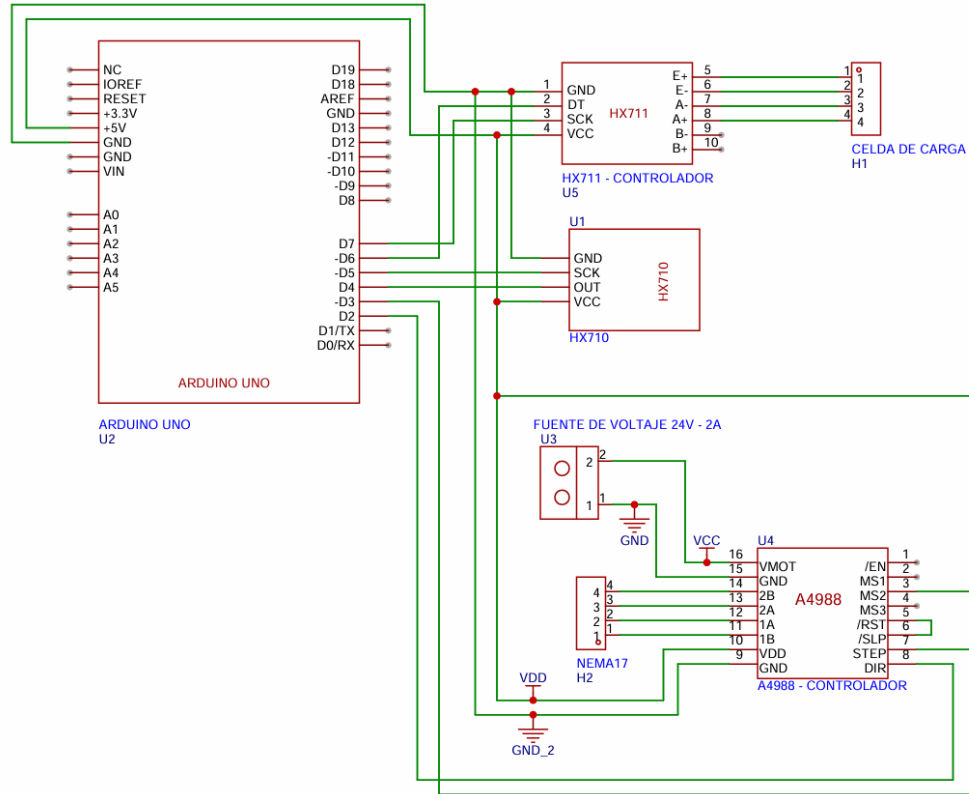 NC
IOREF
RESET
+3.3V
+5V
GND
GND
VIN
A0
A1
A2
A3
A4
A5
D19
D18
AREF
GND
D13
D12
-D11
-D10
-D9
D8
D7
-D6
-D5
D4
-D3
D2
D1/TX
D0/RX
ARDUINO UNO
ARDUINO UNO
U2
1 GND
2 DT
3 SCK
4 VCC
HX711
E+ 5
E- 6
A- 7
A+ 8
B- 9
B+ 10
HX711 - CONTROLADOR
U5
1 1
2 2
3 3
4 4
CELDA DE CARGA
H1
U1
GND
SCK
OUT
VCC
HX710
HX710
FUENTE DE VOLTAJE 24V - 2A
U3
2 2
1 1
GND
VCC
U4
16 VMOT
15 GND
14 2B
13 2A
12 1A
11 1B
10 VDD
9 GND
A4988
/EN 1
MS1 2
MS2 3
MS3 4
/RST 5
/SLP 6
STEP 7
DIR 8
A4988 - CONTROLADOR
4 4
3 3
2 2
1 1
NEMA17
H2
VDD
GND_2